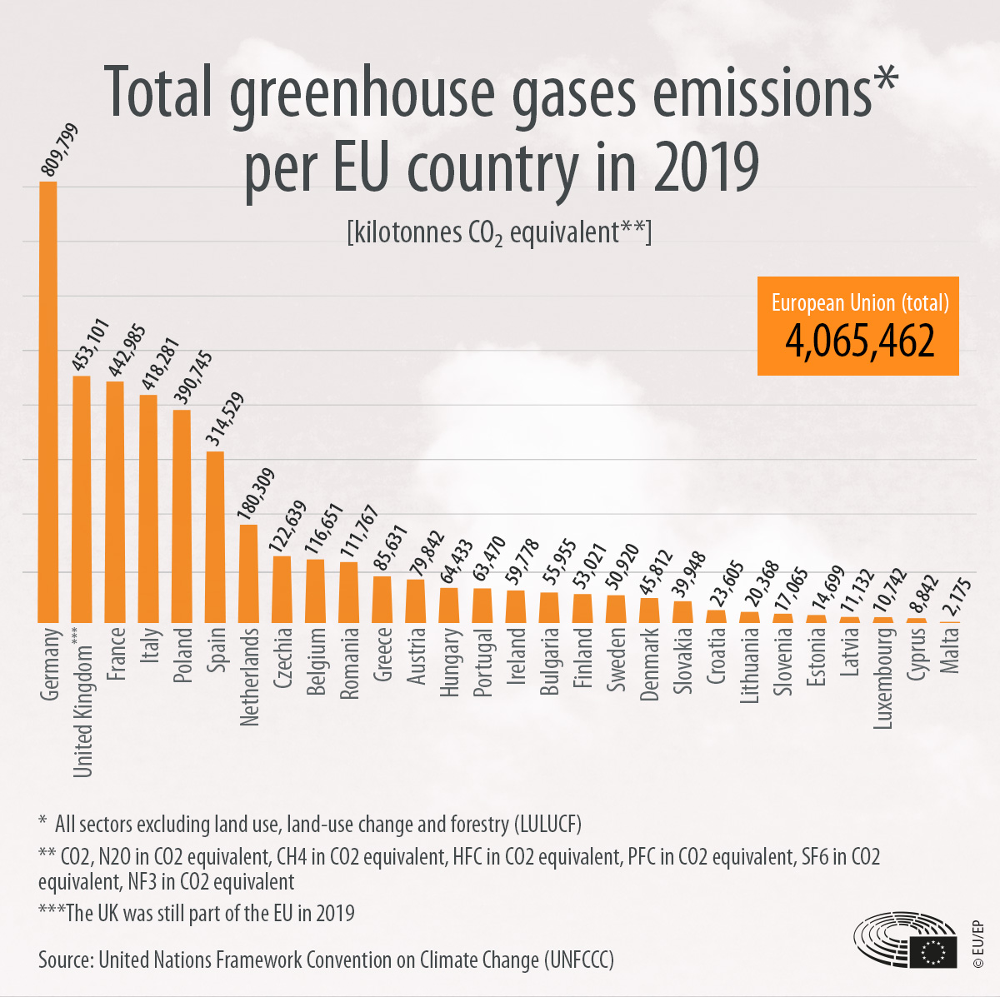 Total greenhouse gases emissions*
per EU country in 2019
[kilotonnes CO₂ equivalent**]
European Union (total)
4,065,462
809,799
453,101
442,985
418,281
390,745
314,529
180,309
122,639
116,651
111,767
85,631
79,842
64,433
63,470
59,778
55,955
53,021
50,920
45,812
39,948
23,605
20,368
17,065
14,699
11,132
10,742
8,842
2,175
Germany
United Kingdom***
France
Italy
Poland
Spain
Netherlands
Czechia
Belgium
Romania
Greece
Austria
Hungary
Portugal
Ireland
Bulgaria
Finland
Sweden
Denmark
Slovakia
Croatia
Lithuania
Slovenia
Estonia
Latvia
Luxembourg
Cyprus
Malta
* All sectors excluding land use, land-use change and forestry (LULUCF)
** CO2, N2O in CO2 equivalent, CH4 in CO2 equivalent, HFC in CO2 equivalent, PFC in CO2 equivalent, SF6 in CO2
equivalent, NF3 in CO2 equivalent
***The UK was still part of the EU in 2019
Source: United Nations Framework Convention on Climate Change (UNFCCC)
© EU/EP